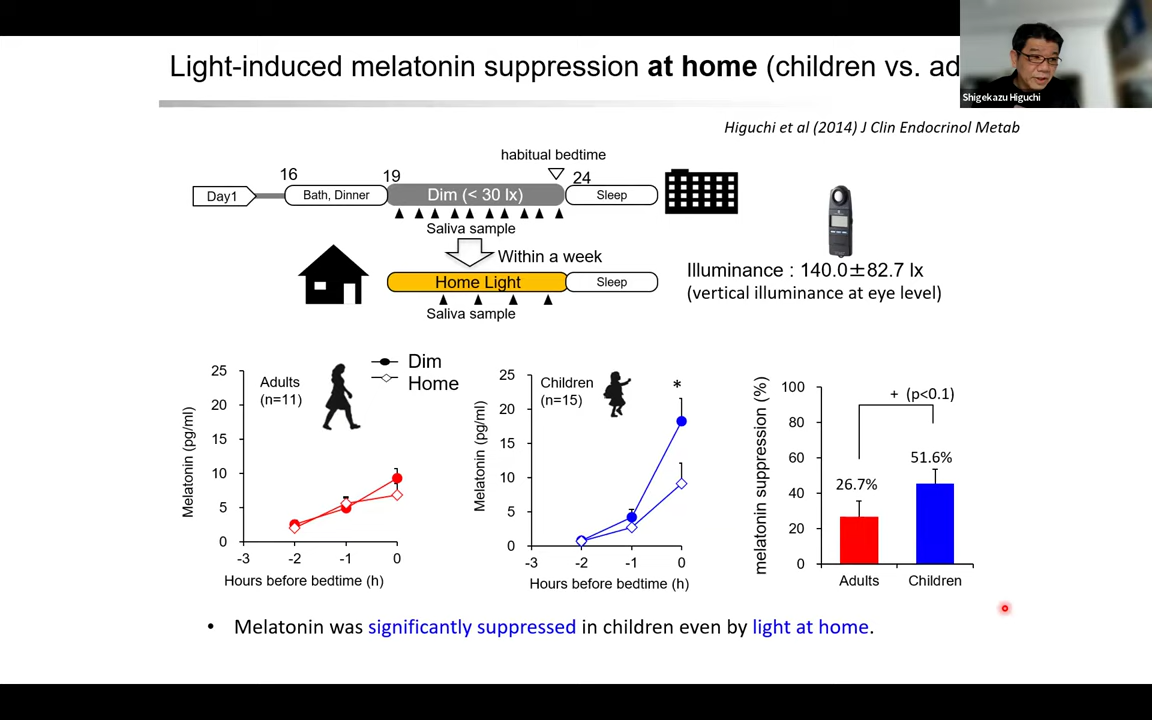 Light-induced melatonin suppression at home (children vs. ad
Shigekazu Higuchi
Higuchi et al (2014) J Clin Endocrinol Metab
habitual bedtime
16
19
24
Day1
Bath, Dinner
Dim (< 30 lx)
Sleep
Saliva sample
Within a week
Home Light
Sleep
Saliva sample
Illuminance : 140.0±82.7 lx
(vertical illuminance at eye level)
Dim
Home
Adults
(n=11)
Melatonin (pg/ml)
25
20
15
10
5
0
-3 -2 -1 0
Hours before bedtime (h)
Children
(n=15)
*
Melatonin (pg/ml)
25
20
15
10
5
0
-3 -2 -1 0
Hours before bedtime (h)
melatonin suppression (%)
100
80
60
40
20
0
+ (p<0.1)
26.7%
51.6%
Adults Children
• Melatonin was significantly suppressed in children even by light at home.